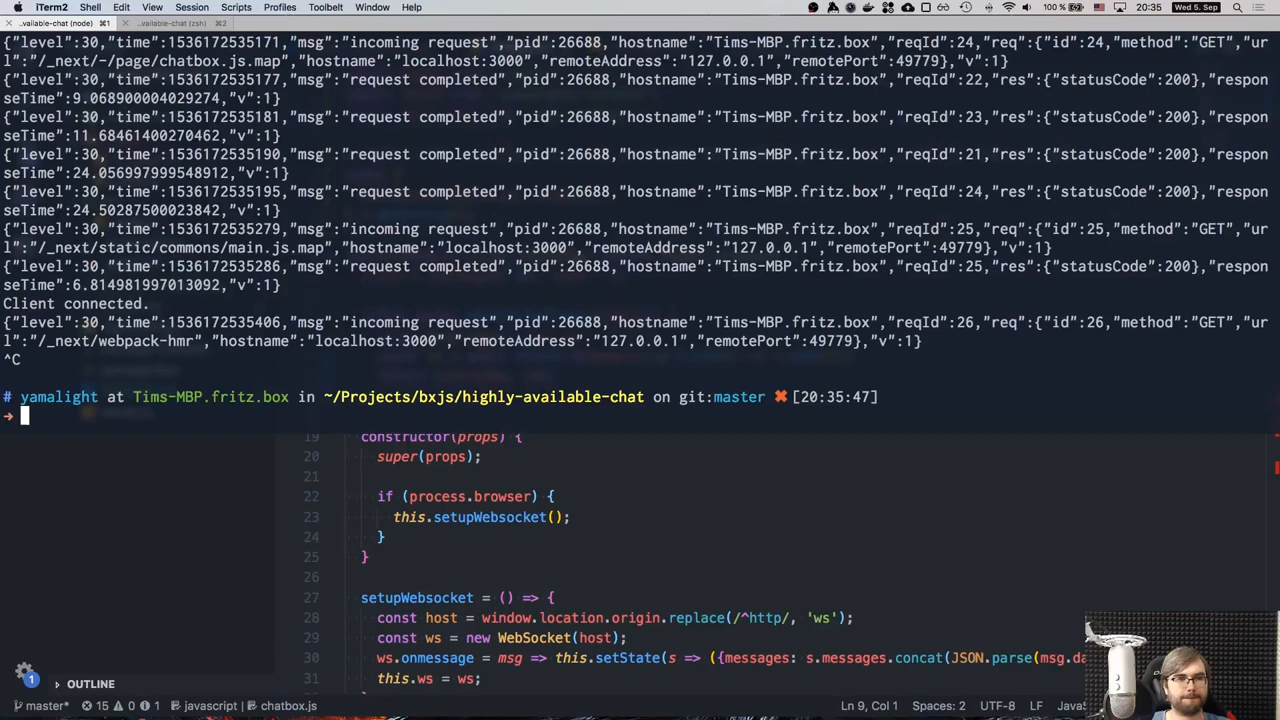 iTerm2 Shell Edit View Session Scripts Profiles Toolbelt Window Help 100 % 20:35 Wed 5. Sep
..vailable-chat (node) ⌘1 ..vailable-chat (zsh) ⌘2
{"level":30,"time":1536172535171,"msg":"incoming request","pid":26688,"hostname":"Tims-MBP.fritz.box","reqId":24,"req":{"id":24,"method":"GET","ur
l":"/_next/-/page/chatbox.js.map","hostname":"localhost:3000","remoteAddress":"127.0.0.1","remotePort":49779},"v":1}
{"level":30,"time":1536172535177,"msg":"request completed","pid":26688,"hostname":"Tims-MBP.fritz.box","reqId":22,"res":{"statusCode":200},"respon
seTime":9.068900004029274,"v":1}
{"level":30,"time":1536172535181,"msg":"request completed","pid":26688,"hostname":"Tims-MBP.fritz.box","reqId":23,"res":{"statusCode":200},"respon
seTime":11.68461400270462,"v":1}
{"level":30,"time":1536172535190,"msg":"request completed","pid":26688,"hostname":"Tims-MBP.fritz.box","reqId":21,"res":{"statusCode":200},"respon
seTime":24.056997999548912,"v":1}
{"level":30,"time":1536172535195,"msg":"request completed","pid":26688,"hostname":"Tims-MBP.fritz.box","reqId":24,"res":{"statusCode":200},"respon
seTime":24.50287500023842,"v":1}
{"level":30,"time":1536172535279,"msg":"incoming request","pid":26688,"hostname":"Tims-MBP.fritz.box","reqId":25,"req":{"id":25,"method":"GET","ur
l":"/_next/static/commons/main.js.map","hostname":"localhost:3000","remoteAddress":"127.0.0.1","remotePort":49779},"v":1}
{"level":30,"time":1536172535286,"msg":"request completed","pid":26688,"hostname":"Tims-MBP.fritz.box","reqId":25,"res":{"statusCode":200},"respon
seTime":6.814981997013092,"v":1}
Client connected.
{"level":30,"time":1536172535406,"msg":"incoming request","pid":26688,"hostname":"Tims-MBP.fritz.box","reqId":26,"req":{"id":26,"method":"GET","ur
l":"/_next/webpack-hmr","hostname":"localhost:3000","remoteAddress":"127.0.0.1","remotePort":49779},"v":1}
^C
# yamalight at Tims-MBP.fritz.box in ~/Projects/bxjs/highly-available-chat on git:master ✖ [20:35:47]
➜
19 constructor(props) {
20 super(props);
21
22 if (process.browser) {
23 this.setupWebsocket();
24 }
25 }
26
27 setupWebsocket = () => {
28 const host = window.location.origin.replace(/^http/, 'ws');
29 const ws = new WebSocket(host);
30 ws.onmessage = msg => this.setState(s => ({messages: s.messages.concat(JSON.parse(msg.da
31 this.ws = ws;
1 OUTLINE
master* 15 0 1 javascript chatbox.js Ln 9, Col 1 Spaces: 2 UTF-8 LF